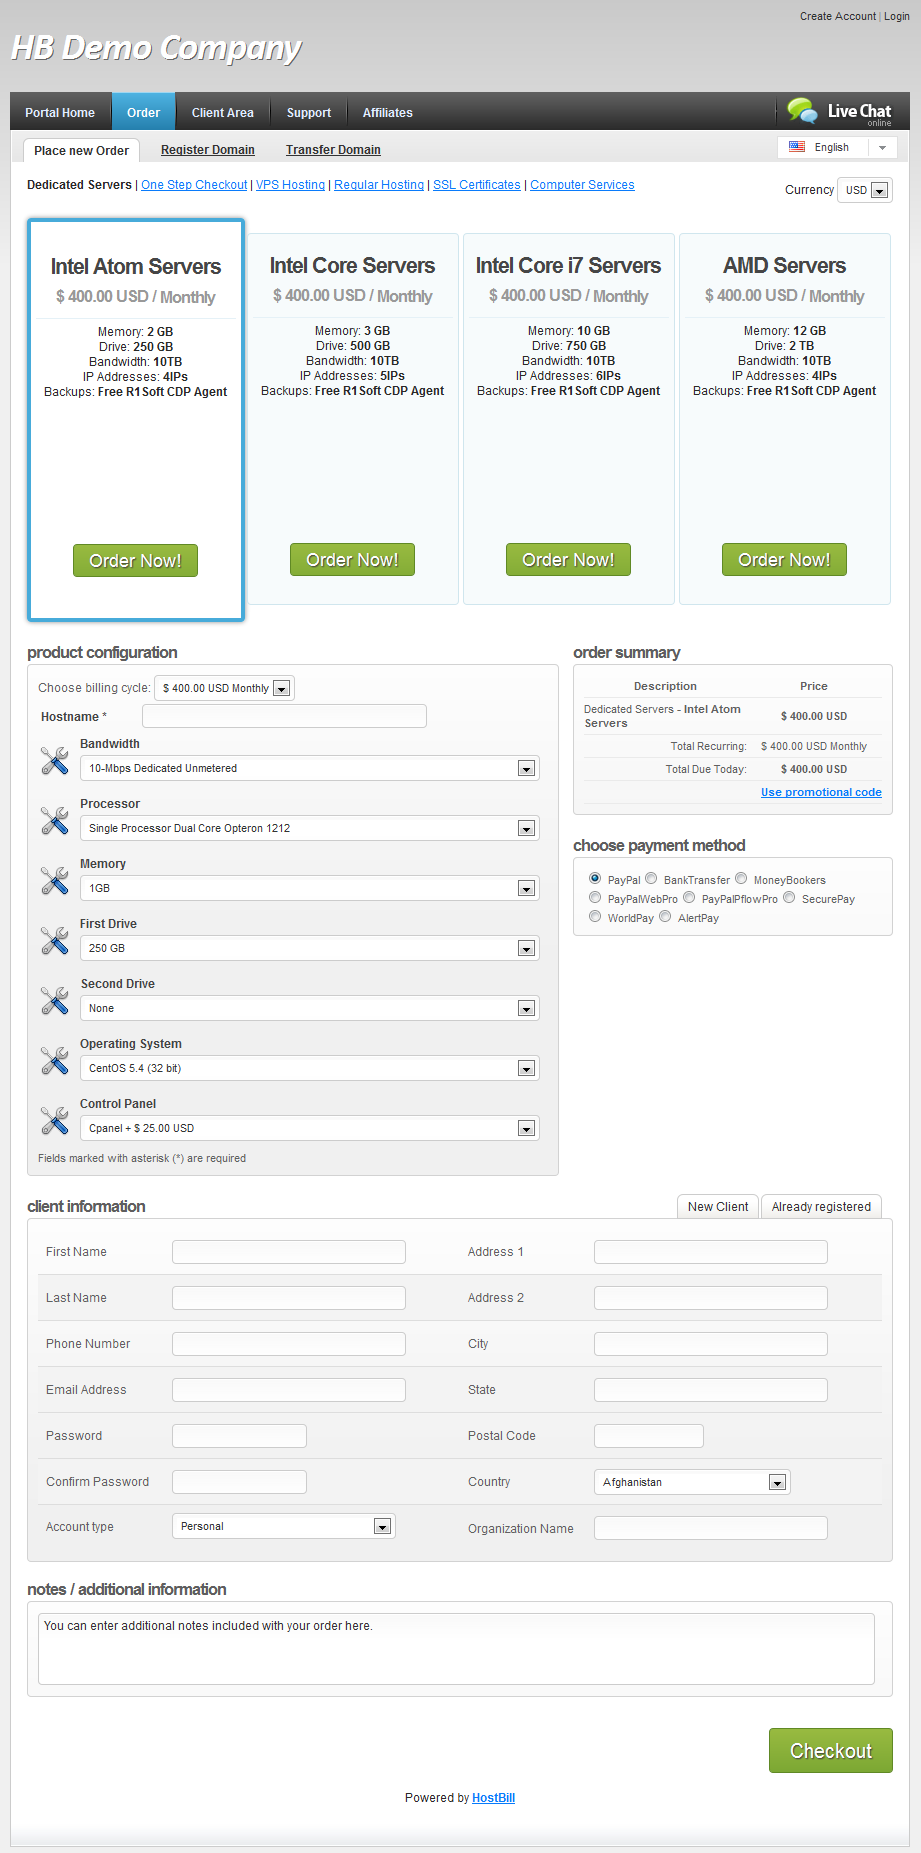 Create Account | Login
HB Demo Company
Portal Home Order Client Area Support Affiliates Live Chat
online
Place new Order Register Domain Transfer Domain English
Dedicated Servers | One Step Checkout | VPS Hosting | Regular Hosting | SSL Certificates | Computer Services
Currency USD
Intel Atom Servers
$ 400.00 USD / Monthly
Memory: 2 GB
Drive: 250 GB
Bandwidth: 10TB
IP Addresses: 4IPs
Backups: Free R1Soft CDP Agent
Order Now!
Intel Core Servers
$ 400.00 USD / Monthly
Memory: 3 GB
Drive: 500 GB
Bandwidth: 10TB
IP Addresses: 5IPs
Backups: Free R1Soft CDP Agent
Order Now!
Intel Core i7 Servers
$ 400.00 USD / Monthly
Memory: 10 GB
Drive: 750 GB
Bandwidth: 10TB
IP Addresses: 6IPs
Backups: Free R1Soft CDP Agent
Order Now!
AMD Servers
$ 400.00 USD / Monthly
Memory: 12 GB
Drive: 2 TB
Bandwidth: 10TB
IP Addresses: 4IPs
Backups: Free R1Soft CDP Agent
Order Now!
product configuration
Choose billing cycle: $ 400.00 USD Monthly
Hostname *
Bandwidth
10-Mbps Dedicated Unmetered
Processor
Single Processor Dual Core Opteron 1212
Memory
1GB
First Drive
250 GB
Second Drive
None
Operating System
CentOS 5.4 (32 bit)
Control Panel
Cpanel + $ 25.00 USD
Fields marked with asterisk (*) are required
order summary
Description Price
Dedicated Servers - Intel Atom
Servers $ 400.00 USD
Total Recurring: $ 400.00 USD Monthly
Total Due Today: $ 400.00 USD
Use promotional code
choose payment method
PayPal BankTransfer MoneyBookers
PayPalWebPro PayPalPflowPro SecurePay
WorldPay AlertPay
client information New Client Already registered
First Name Address 1
Last Name Address 2
Phone Number City
Email Address State
Password Postal Code
Confirm Password Country Afghanistan
Account type Personal Organization Name
notes / additional information
You can enter additional notes included with your order here.
Checkout
Powered by HostBill